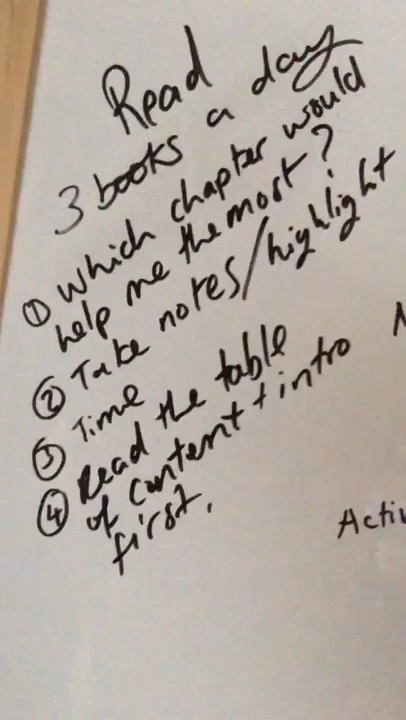 Read
3 books a day
① Which chapter would
help me the most?
② Take notes/highlight
③ Time
④ Read the table
of content + intro
first.